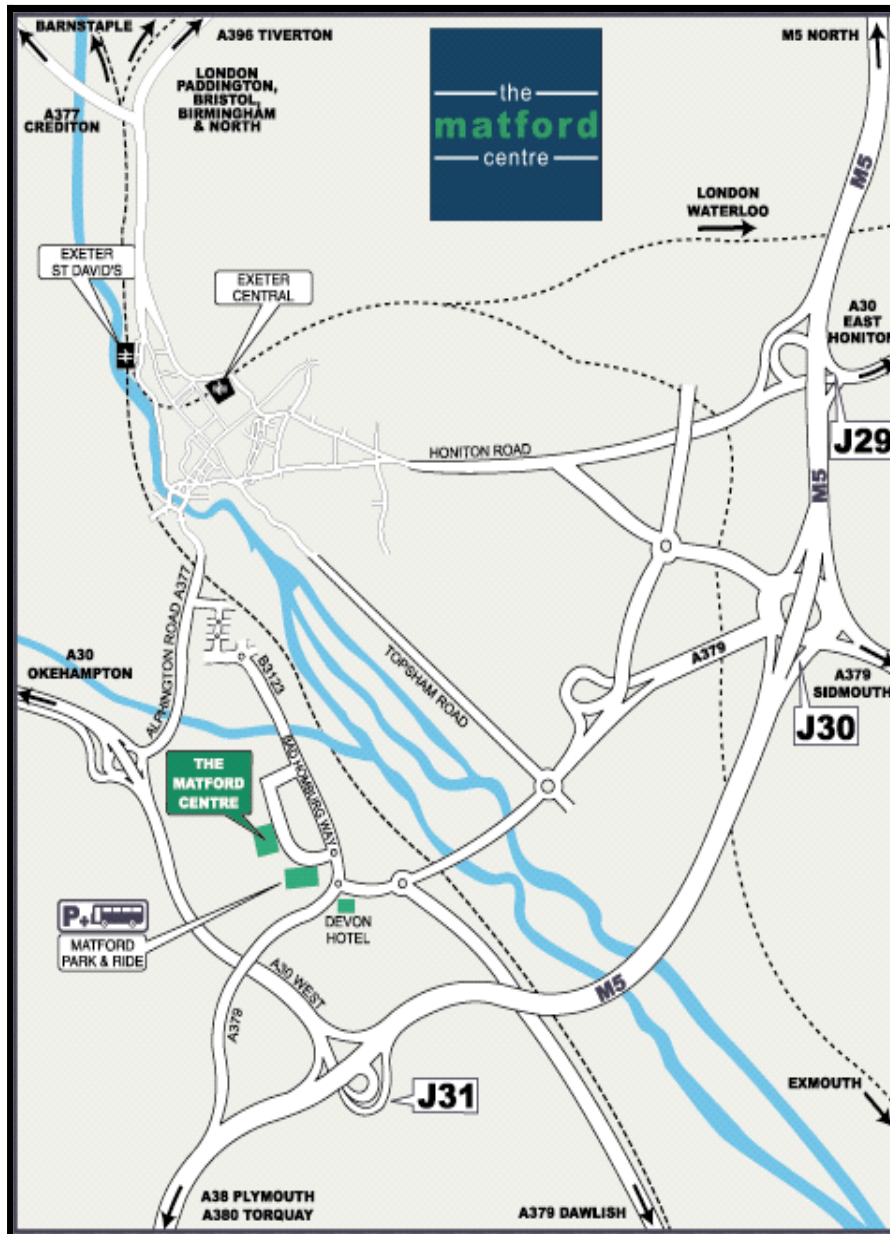 BARNSTAPLE
A396 TIVERTON
M5 NORTH
LONDON
PADDINGTON,
BRISTOL,
BIRMINGHAM
& NORTH
A377
CREDITON
the
matford
centre
M5
LONDON
WATERLOO
EXETER
ST DAVID'S
EXETER
CENTRAL
A30
EAST
HONITON
J29
HONITON ROAD
M5
ALPHINGTON ROAD A377
A30
OKEHAMPTON
B3123
TOPSHAM ROAD
A379
A379
SIDMOUTH
J30
BAD HOMBURG WAY
THE
MATFORD
CENTRE
P+
MATFORD
PARK & RIDE
DEVON
HOTEL
A30 WEST
A379
M5
J31
EXMOUTH
A38 PLYMOUTH
A380 TORQUAY
A379 DAWLISH